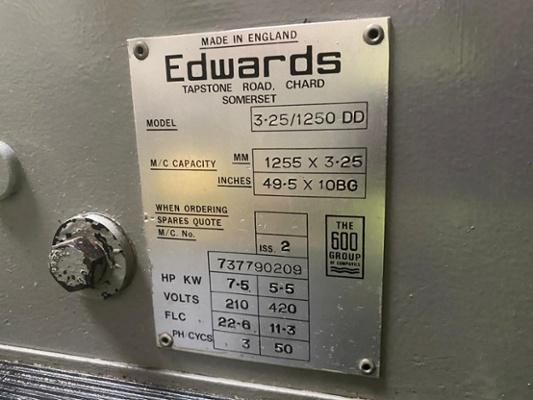 MADE IN ENGLAND
Edwards
TAPSTONE ROAD, CHARD
SOMERSET
MODEL 3·25/1250 DD
M/C CAPACITY MM 1255 X 3·25
INCHES 49·5 X 10BG
WHEN ORDERING
SPARES QUOTE
M/C. No.
ISS. 2
THE
600
GROUP
OF COMPANIES
737790209
HP KW 7·5 5·5
VOLTS 210 420
FLC 22·6 11·3
PH CYCS 3 50